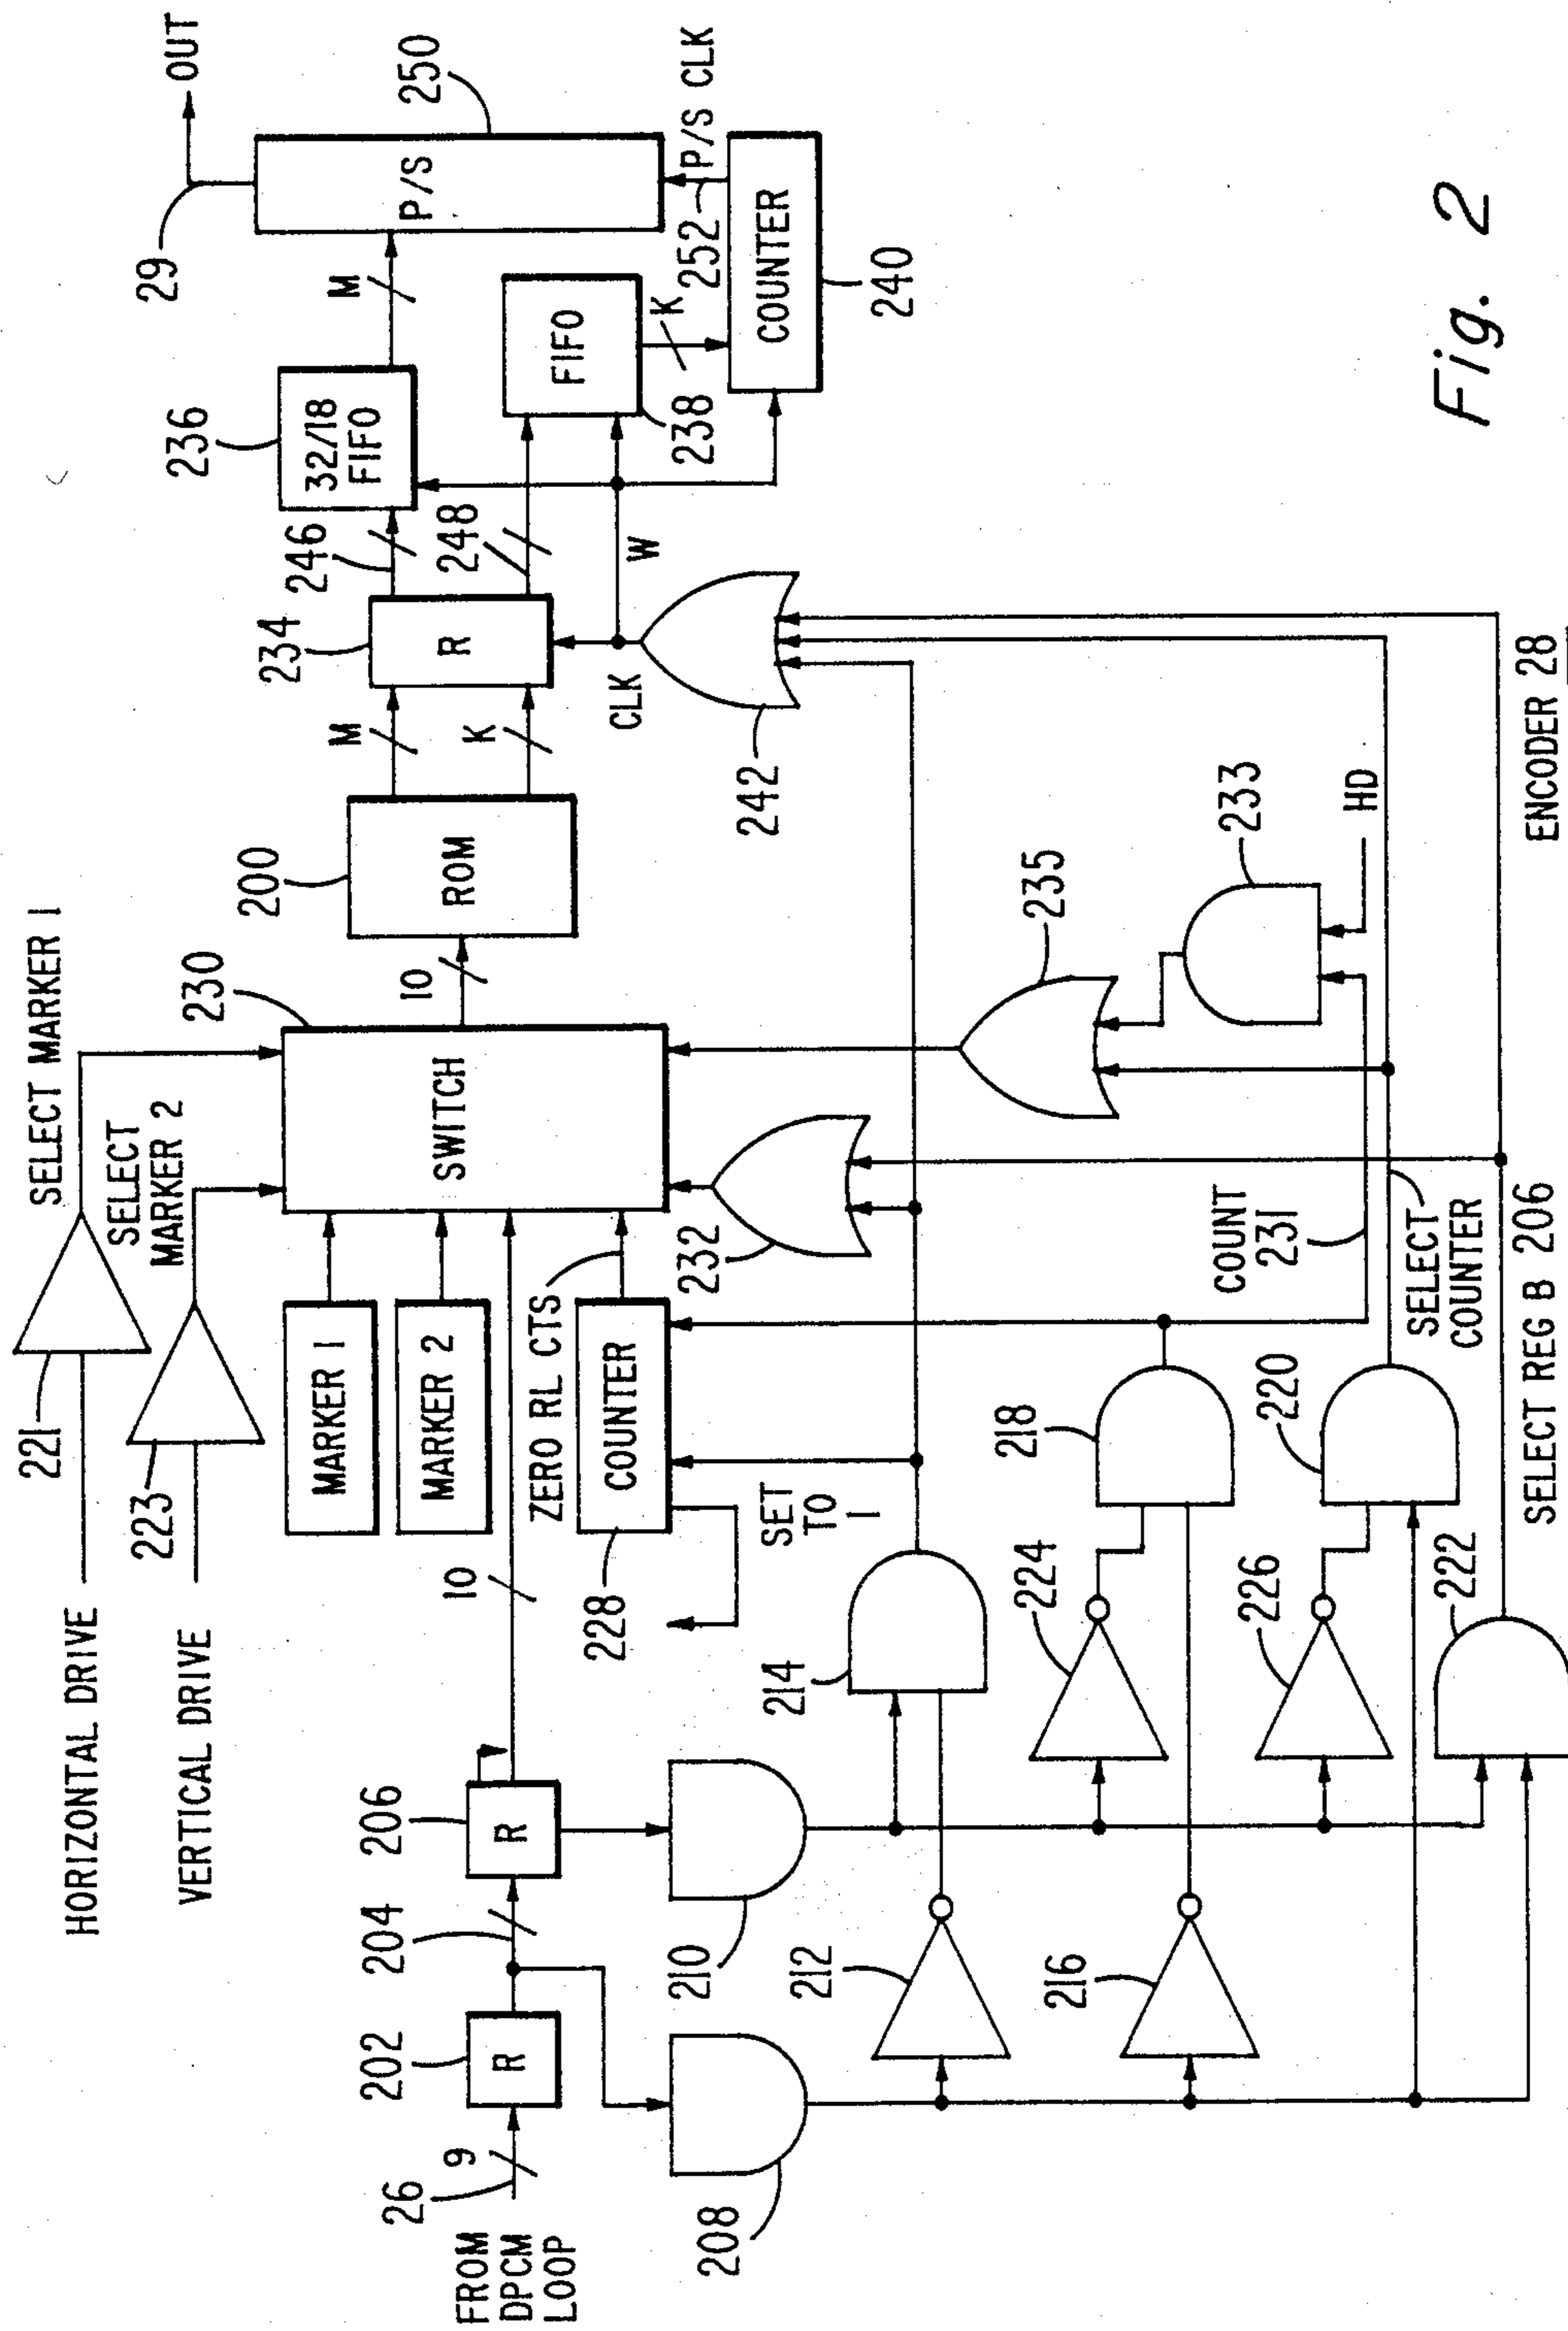 HORIZONTAL DRIVE
221
SELECT MARKER 1
VERTICAL DRIVE
223
SELECT
MARKER 2
MARKER 1
MARKER 2
ZERO RL CTS
COUNTER
228
SET
TO
1
230
SWITCH
10
10
200
ROM
M
K
234
R
CLK
W
246
248
236
32/18
FIFO
FIFO
238
M
K
29
OUT
P/S
250
252
P/S CLK
COUNTER
240
FROM
DPCM
LOOP
26
9
202
R
204
206
R
208
210
212
214
216
218
220
222
224
226
232
235
233
HD
242
COUNT
231
SELECT
COUNTER
SELECT REG B 206
ENCODER 28
Fig. 2